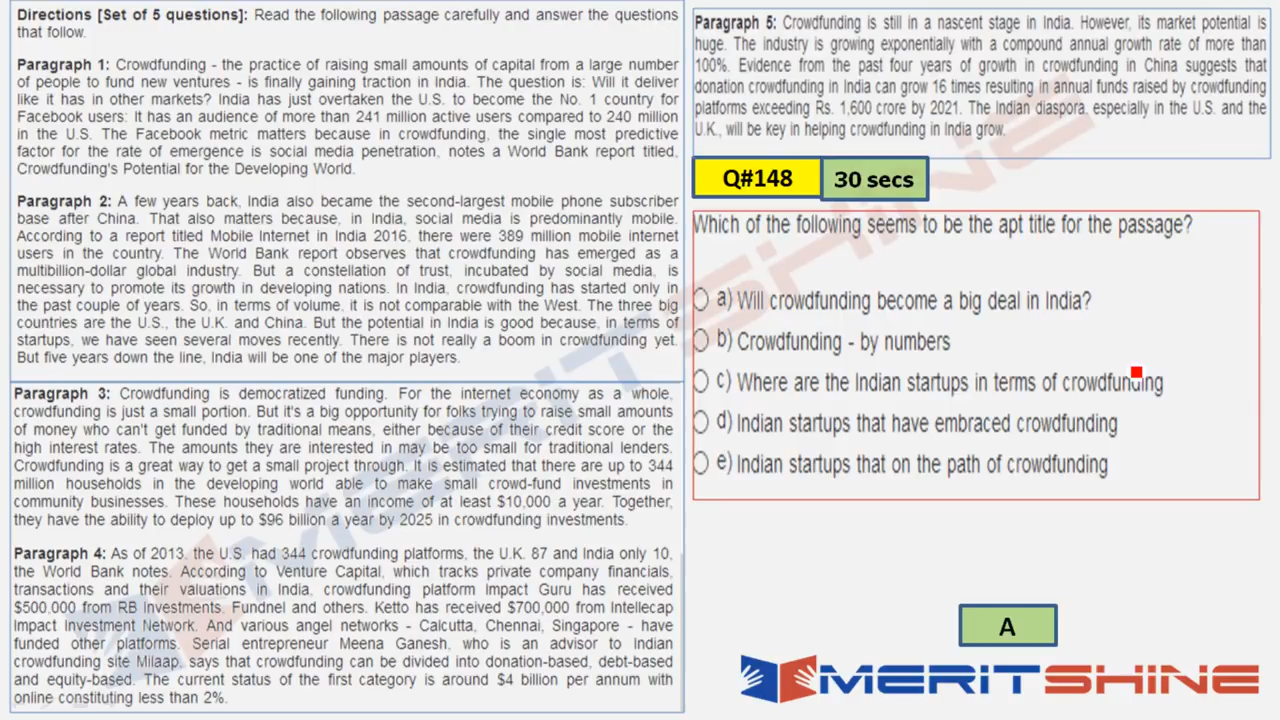 Directions [Set of 5 questions]: Read the following passage carefully and answer the questions
that follow.
Paragraph 1: Crowdfunding - the practice of raising small amounts of capital from a large number
of people to fund new ventures - is finally gaining traction in India. The question is: Will it deliver
like it has in other markets? India has just overtaken the U.S. to become the No. 1 country for
Facebook users: It has an audience of more than 241 million active users compared to 240 million
in the U.S. The Facebook metric matters because in crowdfunding, the single most predictive
factor for the rate of emergence is social media penetration, notes a World Bank report titled,
Crowdfunding's Potential for the Developing World.
Paragraph 2: A few years back, India also became the second-largest mobile phone subscriber
base after China. That also matters because, in India, social media is predominantly mobile.
According to a report titled Mobile Internet in India 2016, there were 389 million mobile internet
users in the country. The World Bank report observes that crowdfunding has emerged as a
multibillion-dollar global industry. But a constellation of trust, incubated by social media, is
necessary to promote its growth in developing nations. In India, crowdfunding has started only in
the past couple of years. So, in terms of volume, it is not comparable with the West. The three big
countries are the U.S., the U.K. and China. But the potential in India is good because, in terms of
startups, we have seen several moves recently. There is not really a boom in crowdfunding yet.
But five years down the line, India will be one of the major players.
Paragraph 3: Crowdfunding is democratized funding. For the internet economy as a whole,
crowdfunding is just a small portion. But it's a big opportunity for folks trying to raise small amounts
of money who can't get funded by traditional means, either because of their credit score or the
high interest rates. The amounts they are interested in may be too small for traditional lenders.
Crowdfunding is a great way to get a small project through. It is estimated that there are up to 344
million households in the developing world able to make small crowd-fund investments in
community businesses. These households have an income of at least $10,000 a year. Together,
they have the ability to deploy up to $96 billion a year by 2025 in crowdfunding investments.
Paragraph 4: As of 2013, the U.S. had 344 crowdfunding platforms, the U.K. 87 and India only 10,
the World Bank notes. According to Venture Capital, which tracks private company financials,
transactions and their valuations in India, crowdfunding platform Impact Guru has received
$500,000 from RB Investments, Fundnel and others. Ketto has received $700,000 from Intellecap
Impact Investment Network. And various angel networks - Calcutta, Chennai, Singapore - have
funded other platforms. Serial entrepreneur Meena Ganesh, who is an advisor to Indian
crowdfunding site Milaap, says that crowdfunding can be divided into donation-based, debt-based
and equity-based. The current status of the first category is around $4 billion per annum with
online constituting less than 2%.
Paragraph 5: Crowdfunding is still in a nascent stage in India. However, its market potential is
huge. The industry is growing exponentially with a compound annual growth rate of more than
100%. Evidence from the past four years of growth in crowdfunding in China suggests that
donation crowdfunding in India can grow 16 times resulting in annual funds raised by crowdfunding
platforms exceeding Rs. 1,600 crore by 2021. The Indian diaspora, especially in the U.S. and the
U.K., will be key in helping crowdfunding in India grow.
Q#148 30 secs
Which of the following seems to be the apt title for the passage?
a) Will crowdfunding become a big deal in India?
b) Crowdfunding - by numbers
c) Where are the Indian startups in terms of crowdfunding
d) Indian startups that have embraced crowdfunding
e) Indian startups that on the path of crowdfunding
A
MERITSHINE
MERITSHINE